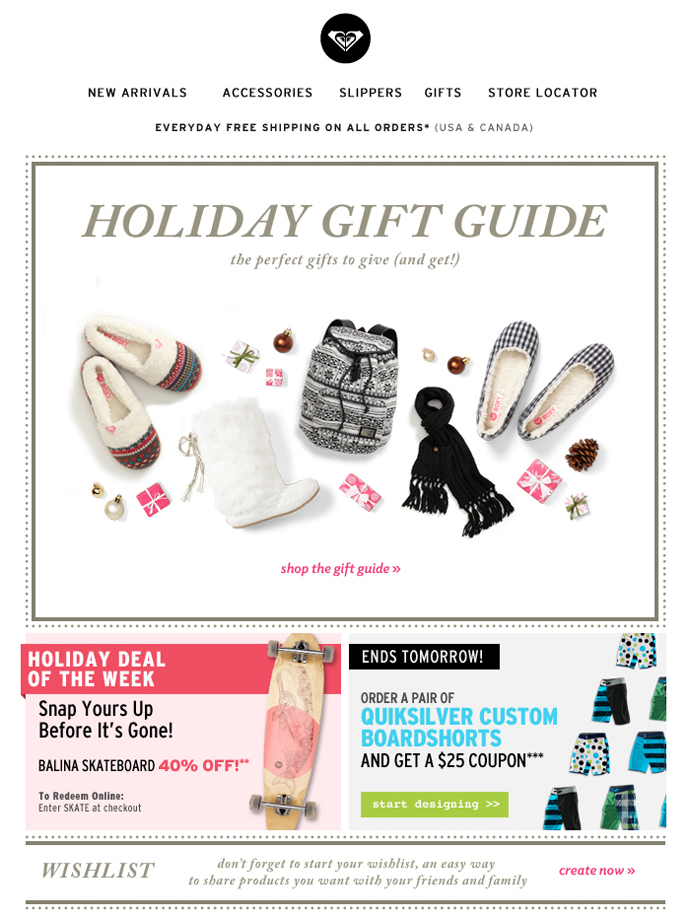 NEW ARRIVALS ACCESSORIES SLIPPERS GIFTS STORE LOCATOR
EVERYDAY FREE SHIPPING ON ALL ORDERS* (USA & CANADA)
HOLIDAY GIFT GUIDE
the perfect gifts to give (and get!)
ROXY
ROXY
ROXY
shop the gift guide »
HOLIDAY DEAL
OF THE WEEK
Snap Yours Up
Before It's Gone!
BALINA SKATEBOARD 40% OFF!**
To Redeem Online:
Enter SKATE at checkout
ENDS TOMORROW!
ORDER A PAIR OF
QUIKSILVER CUSTOM
BOARDSHORTS
AND GET A $25 COUPON***
start designing >>
WISHLIST
don't forget to start your wishlist, an easy way
to share products you want with your friends and family
create now »